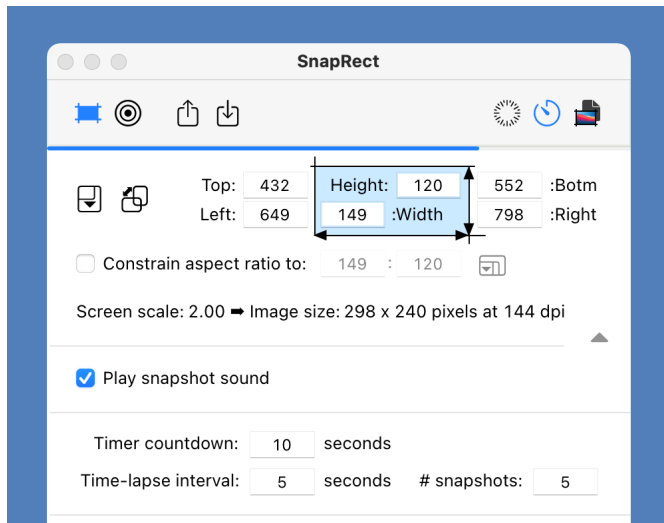 SnapRect
Top: 432 Height: 120 552 :Botm
Left: 649 149 :Width 798 :Right
Constrain aspect ratio to: 149 : 120
Screen scale: 2.00 ➡ Image size: 298 x 240 pixels at 144 dpi
Play snapshot sound
Timer countdown: 10 seconds
Time-lapse interval: 5 seconds # snapshots: 5